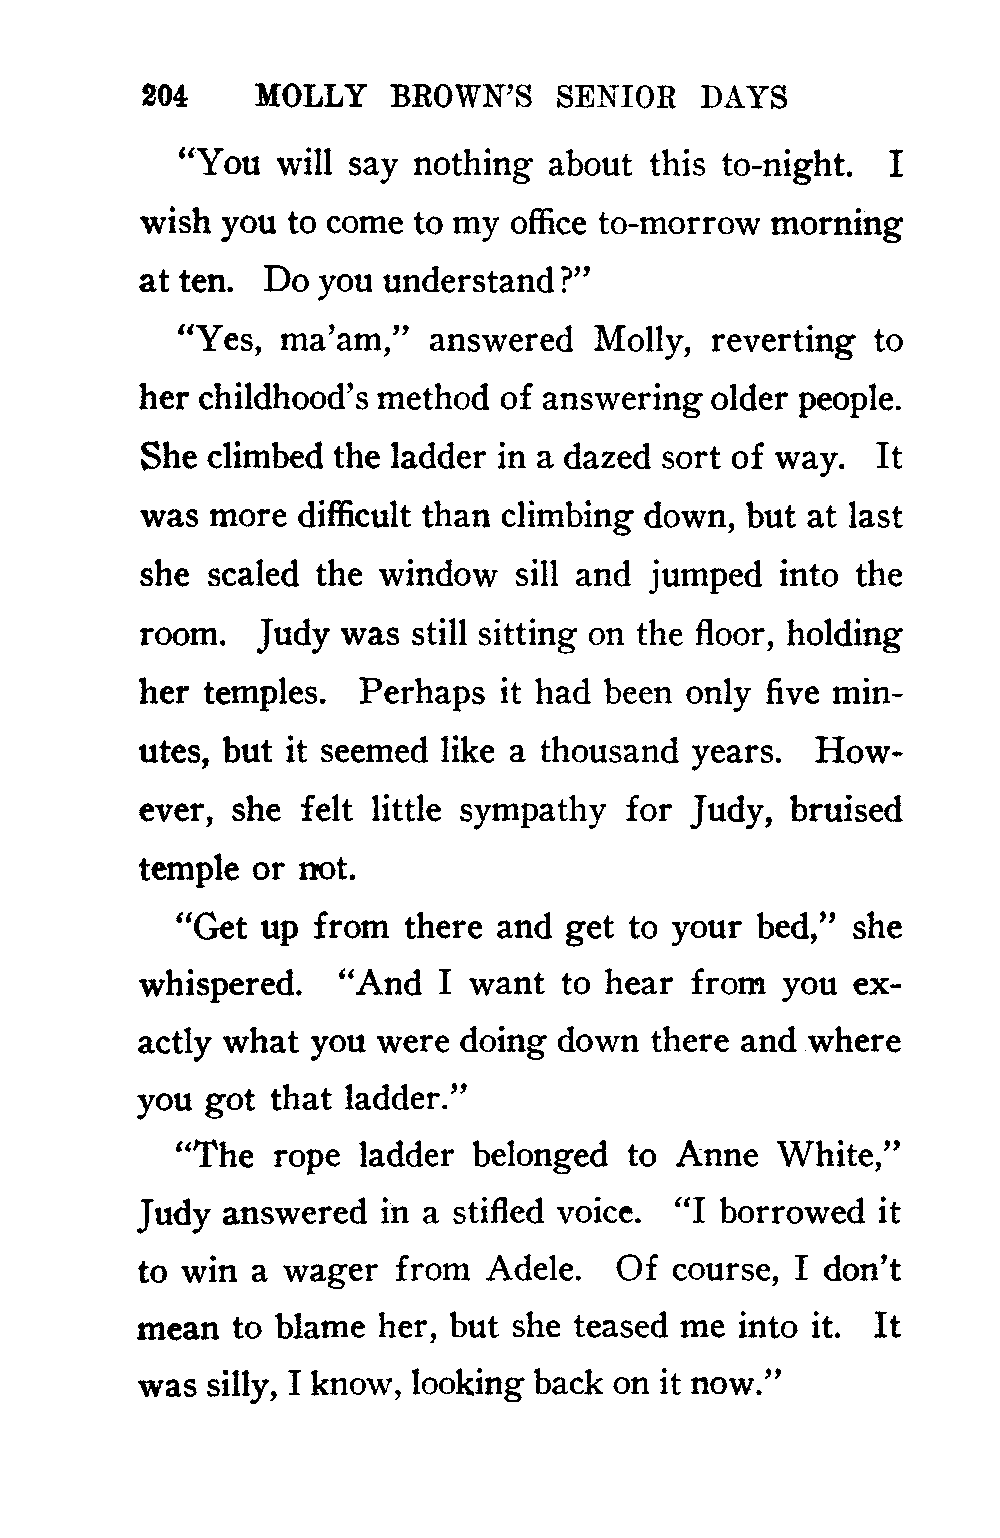 204 MOLLY BROWN'S SENIOR DAYS
“You will say nothing about this to-night. I
wish you to come to my office to-morrow morning
at ten. Do you understand?”
“Yes, ma’am,” answered Molly, reverting to
her childhood’s method of answering older people.
She climbed the ladder in a dazed sort of way. It
was more difficult than climbing down, but at last
she scaled the window sill and jumped into the
room. Judy was still sitting on the floor, holding
her temples. Perhaps it had been only five min-
utes, but it seemed like a thousand years. How-
ever, she felt little sympathy for Judy, bruised
temple or not.
“Get up from there and get to your bed,” she
whispered. “And I want to hear from you ex-
actly what you were doing down there and where
you got that ladder.”
“The rope ladder belonged to Anne White,”
Judy answered in a stifled voice. “I borrowed it
to win a wager from Adele. Of course, I don’t
mean to blame her, but she teased me into it. It
was silly, I know, looking back on it now.”